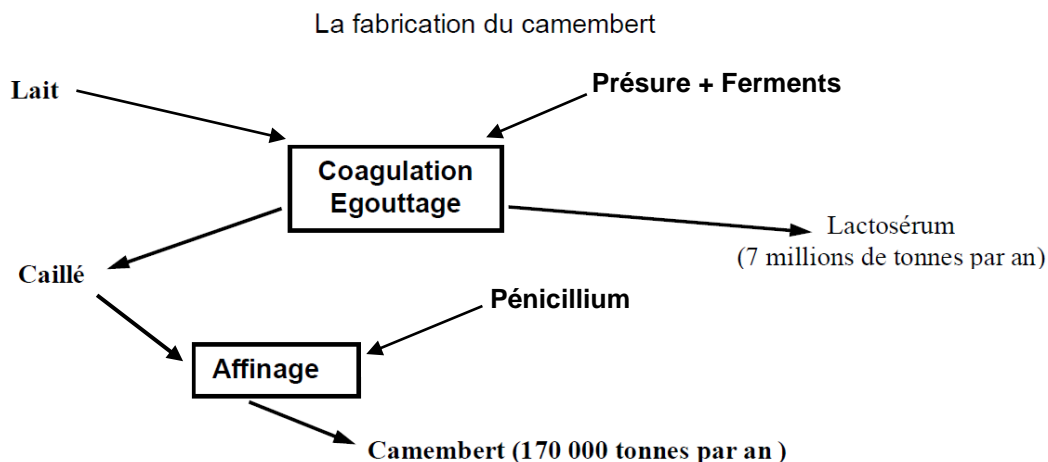 La fabrication du camembert
Lait
Présure + Ferments
Coagulation
Egouttage
Lactosérum
(7 millions de tonnes par an)
Caillé
Pénicillium
Affinage
Camembert (170 000 tonnes par an )